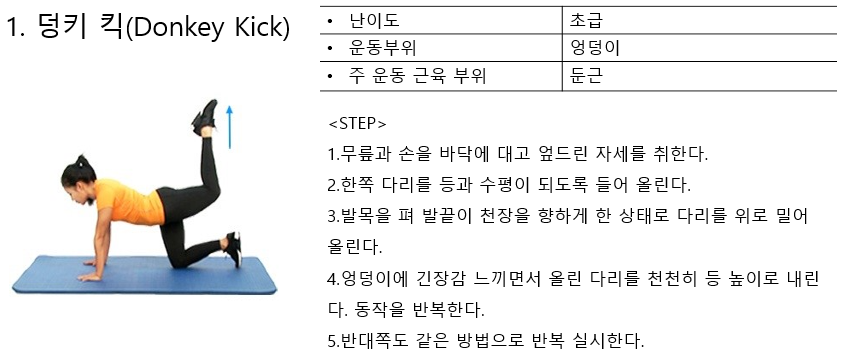 1. 덩키 킥(Donkey Kick)
• 난이도 초급
• 운동부위 엉덩이
• 주 운동 근육 부위 둔근
<STEP>
1.무릎과 손을 바닥에 대고 엎드린 자세를 취한다.
2.한쪽 다리를 등과 수평이 되도록 들어 올린다.
3.발목을 펴 발끝이 천장을 향하게 한 상태로 다리를 위로 밀어
올린다.
4.엉덩이에 긴장감 느끼면서 올린 다리를 천천히 등 높이로 내린
다. 동작을 반복한다.
5.반대쪽도 같은 방법으로 반복 실시한다.